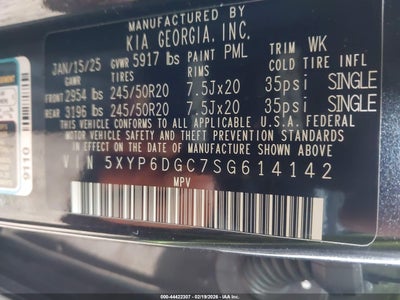 MANUFACTURED BY
KIA GEORGIA, INC.
JAN/15/25 GVWR 5917 lbs PAINT PML TRIM WK
GAWR TIRES RIMS COLD TIRE INFL
FRONT 2954 lbs 245/50R20 7.5Jx20 35psi SINGLE
REAR 3196 lbs 245/50R20 7.5Jx20 35psi SINGLE
THIS VEHICLE CONFORMS TO ALL APPLICABLE U.S. FEDERAL
MOTOR VEHICLE SAFETY AND THEFT PREVENTION STANDARDS
IN EFFECT ON THE DATE OF MANUFACTURE SHOWN ABOVE.
VIN 5XYP6DGC7SG614142
MPV
9110
000-44422307 - 02/19/2026 - IAA Inc.